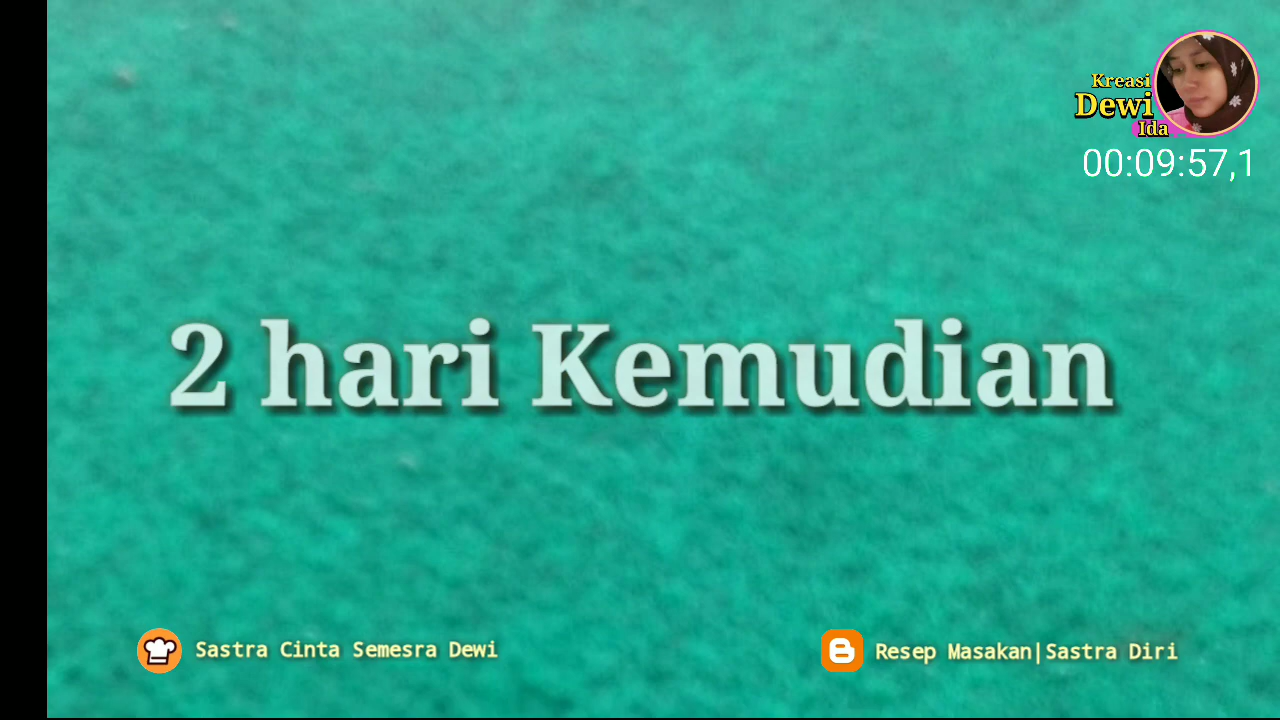 Kreasi
Dewi
Ida
00:09:57,1
2 hari Kemudian
Sastra Cinta Semesra Dewi
Resep Masakan|Sastra Diri